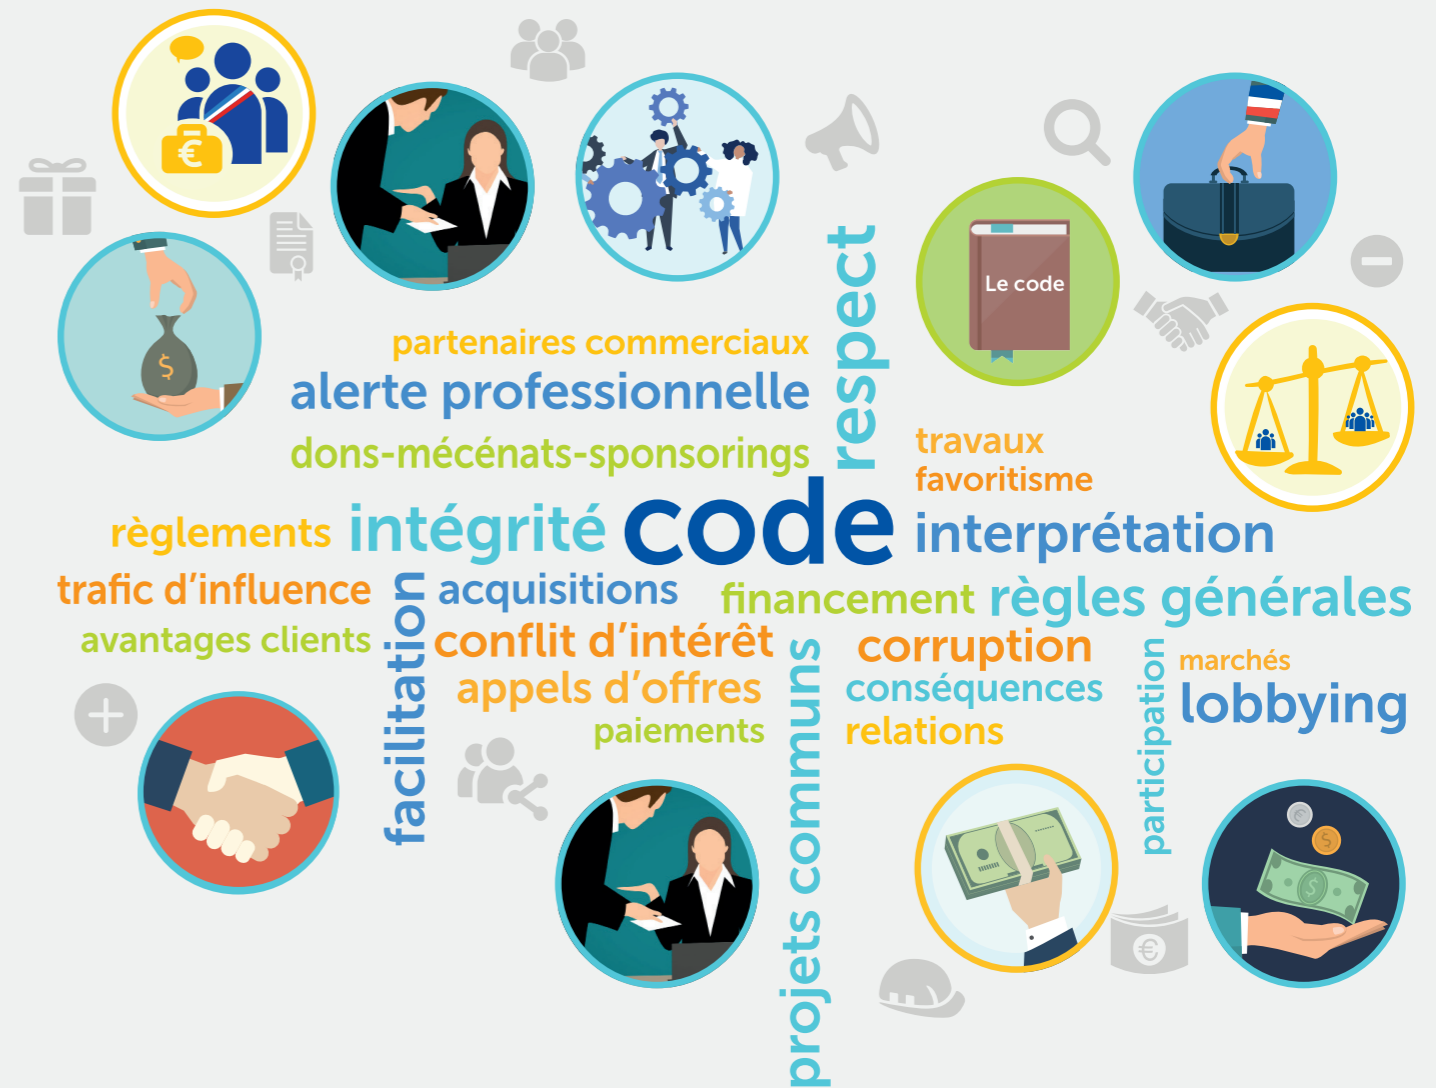 €
Le code
$
partenaires commerciaux
alerte professionnelle
dons-mécénats-sponsorings
respect
travaux
favoritisme
règlements
intégrité
code
interprétation
trafic d'influence
acquisitions
financement
règles générales
avantages clients
facilitation
conflit d'intérêt
corruption
appels d'offres
conséquences
paiements
relations
projets communs
participation
marchés
lobbying
€
$
$
€